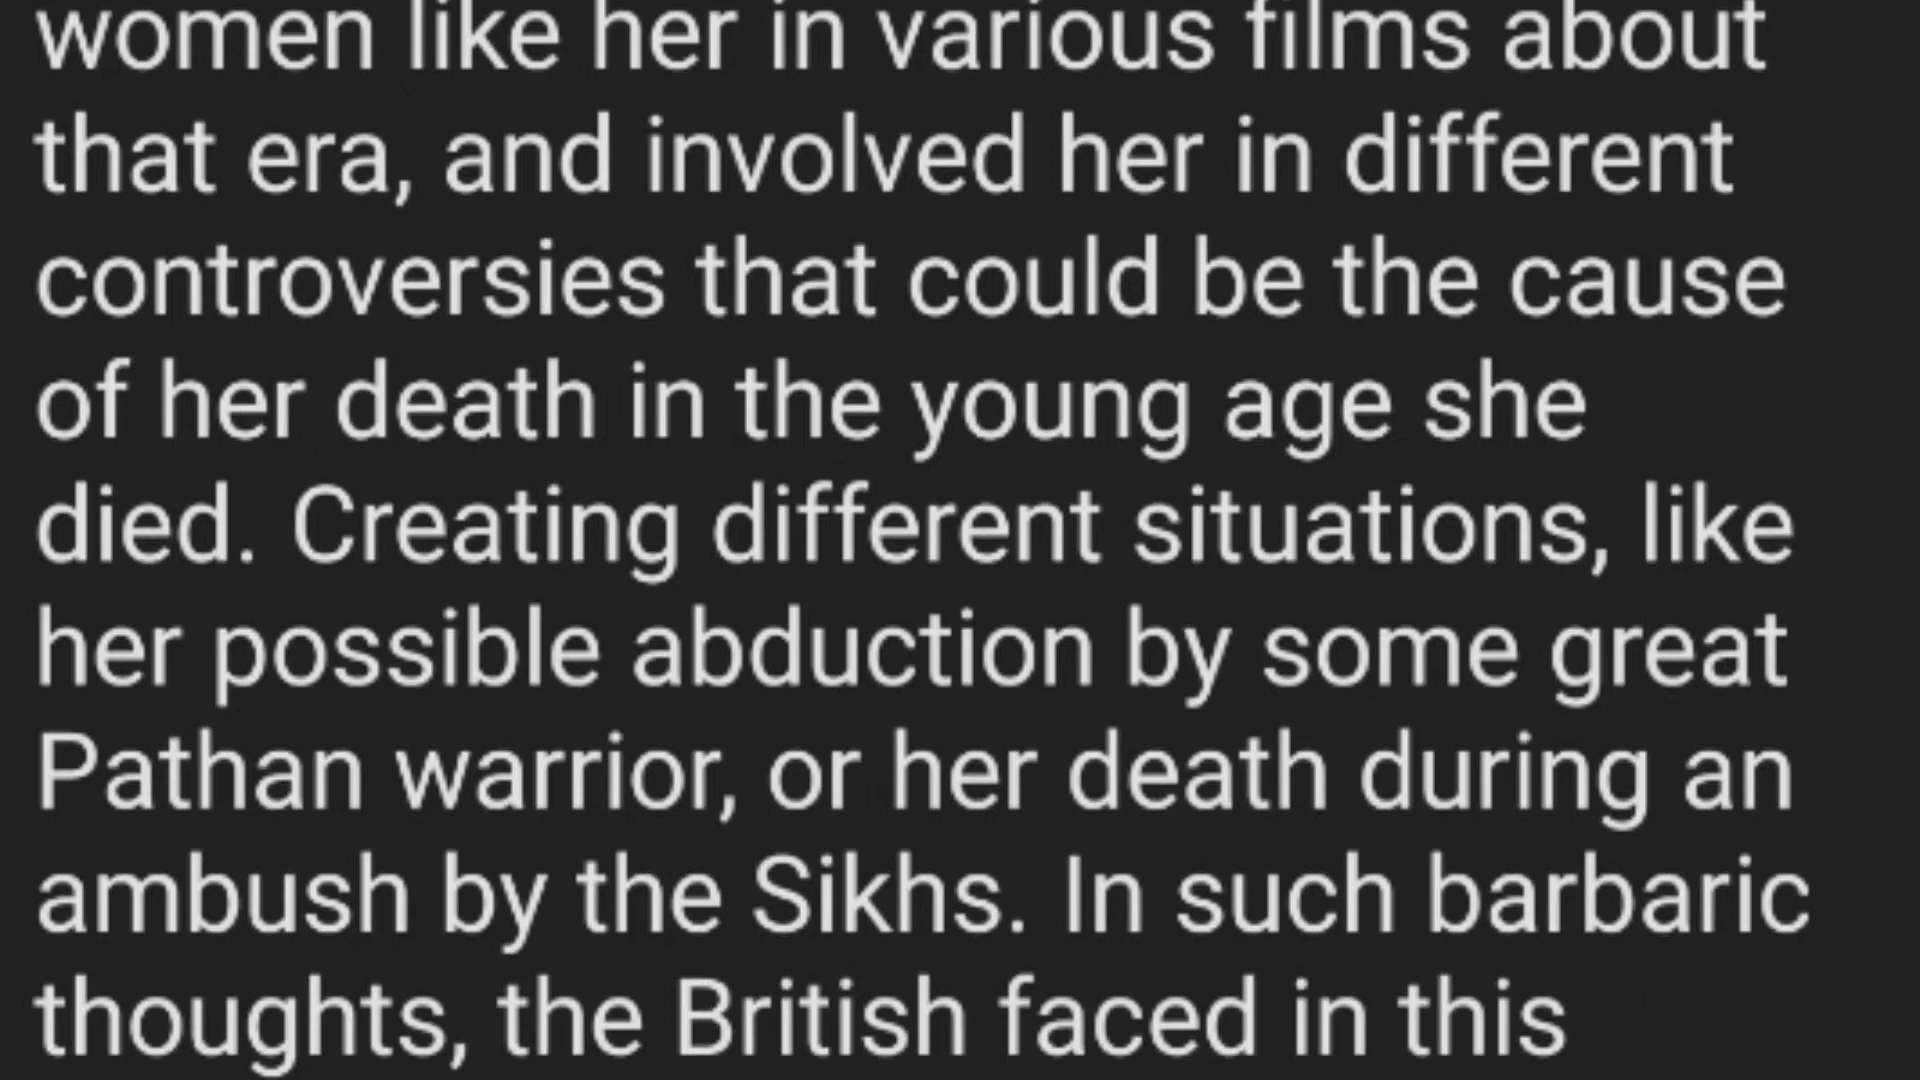 women like her in various films about
that era, and involved her in different
controversies that could be the cause
of her death in the young age she
died. Creating different situations, like
her possible abduction by some great
Pathan warrior, or her death during an
ambush by the Sikhs. In such barbaric
thoughts, the British faced in this